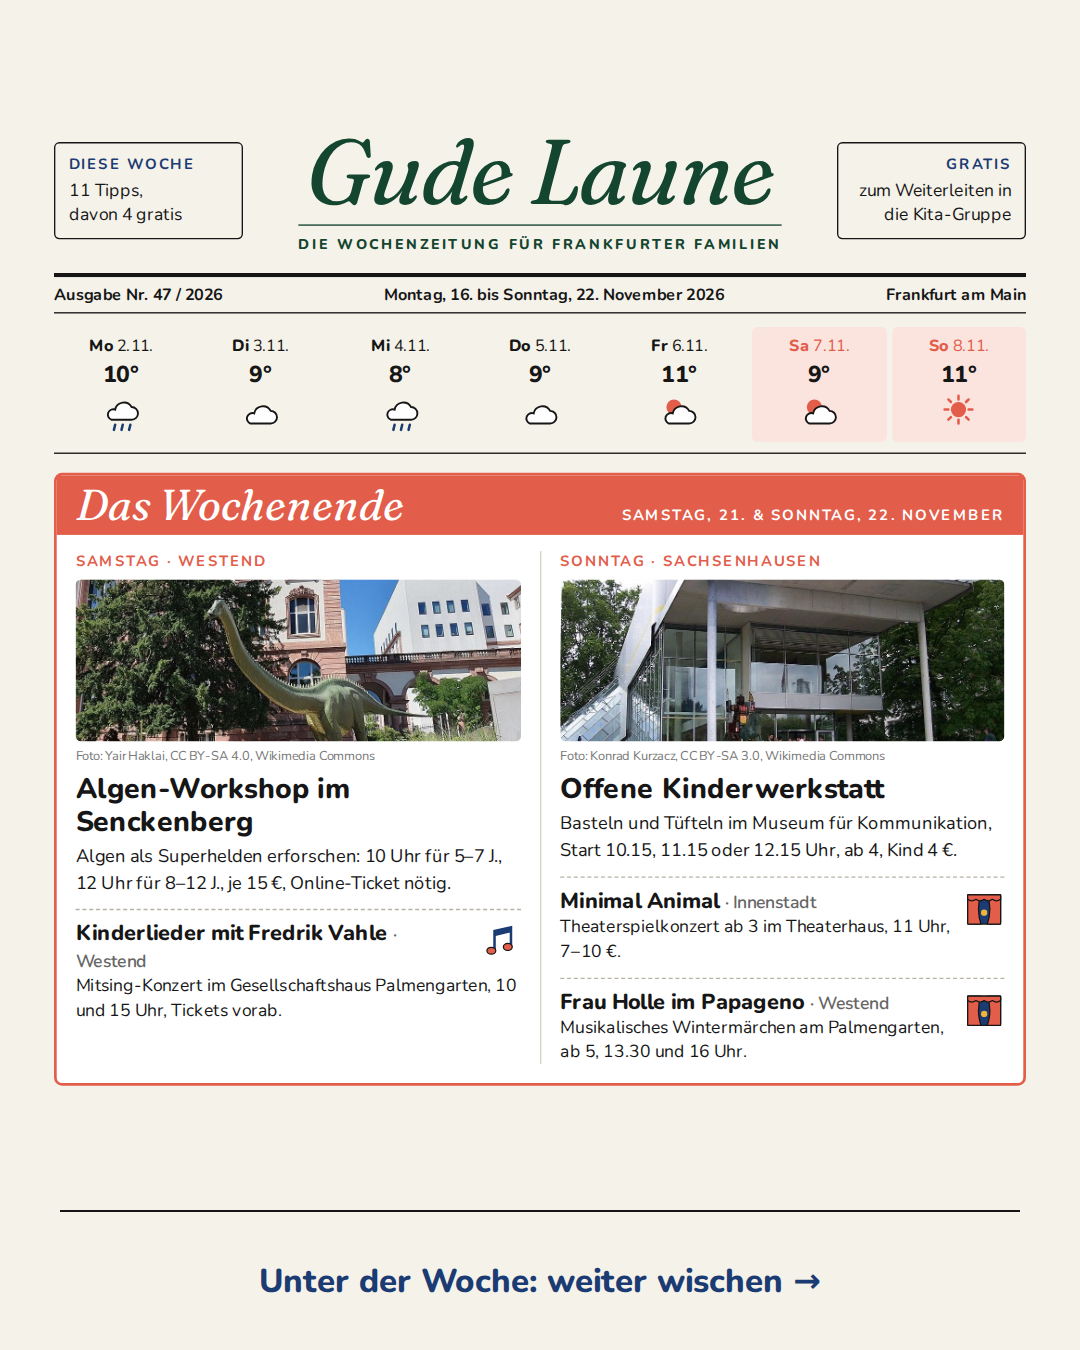 DIESE WOCHE
11 Tipps,
davon 4 gratis
Gude Laune
DIE WOCHENZEITUNG FÜR FRANKFURTER FAMILIEN
GRATIS
zum Weiterleiten in
die Kita-Gruppe
Ausgabe Nr. 47 / 2026
Montag, 16. bis Sonntag, 22. November 2026
Frankfurt am Main
Mo 2.11.
10°
Di 3.11.
9°
Mi 4.11.
8°
Do 5.11.
9°
Fr 6.11.
11°
Sa 7.11.
9°
So 8.11.
11°
Das Wochenende
SAMSTAG, 21. & SONNTAG, 22. NOVEMBER
SAMSTAG · WESTEND
Foto: Yair Haklai, CC BY-SA 4.0, Wikimedia Commons
Algen-Workshop im
Senckenberg
Algen als Superhelden erforschen: 10 Uhr für 5–7 J.,
12 Uhr für 8–12 J., je 15 €, Online-Ticket nötig.
Kinderlieder mit Fredrik Vahle ·
Westend
Mitsing-Konzert im Gesellschaftshaus Palmengarten, 10
und 15 Uhr, Tickets vorab.
SONNTAG · SACHSENHAUSEN
Foto: Konrad Kurzacz, CC BY-SA 3.0, Wikimedia Commons
Offene Kinderwerkstatt
Basteln und Tüfteln im Museum für Kommunikation,
Start 10.15, 11.15 oder 12.15 Uhr, ab 4, Kind 4 €.
Minimal Animal · Innenstadt
Theaterspielkonzert ab 3 im Theaterhaus, 11 Uhr,
7–10 €.
Frau Holle im Papageno · Westend
Musikalisches Wintermärchen am Palmengarten,
ab 5, 13.30 und 16 Uhr.
Unter der Woche: weiter wischen →